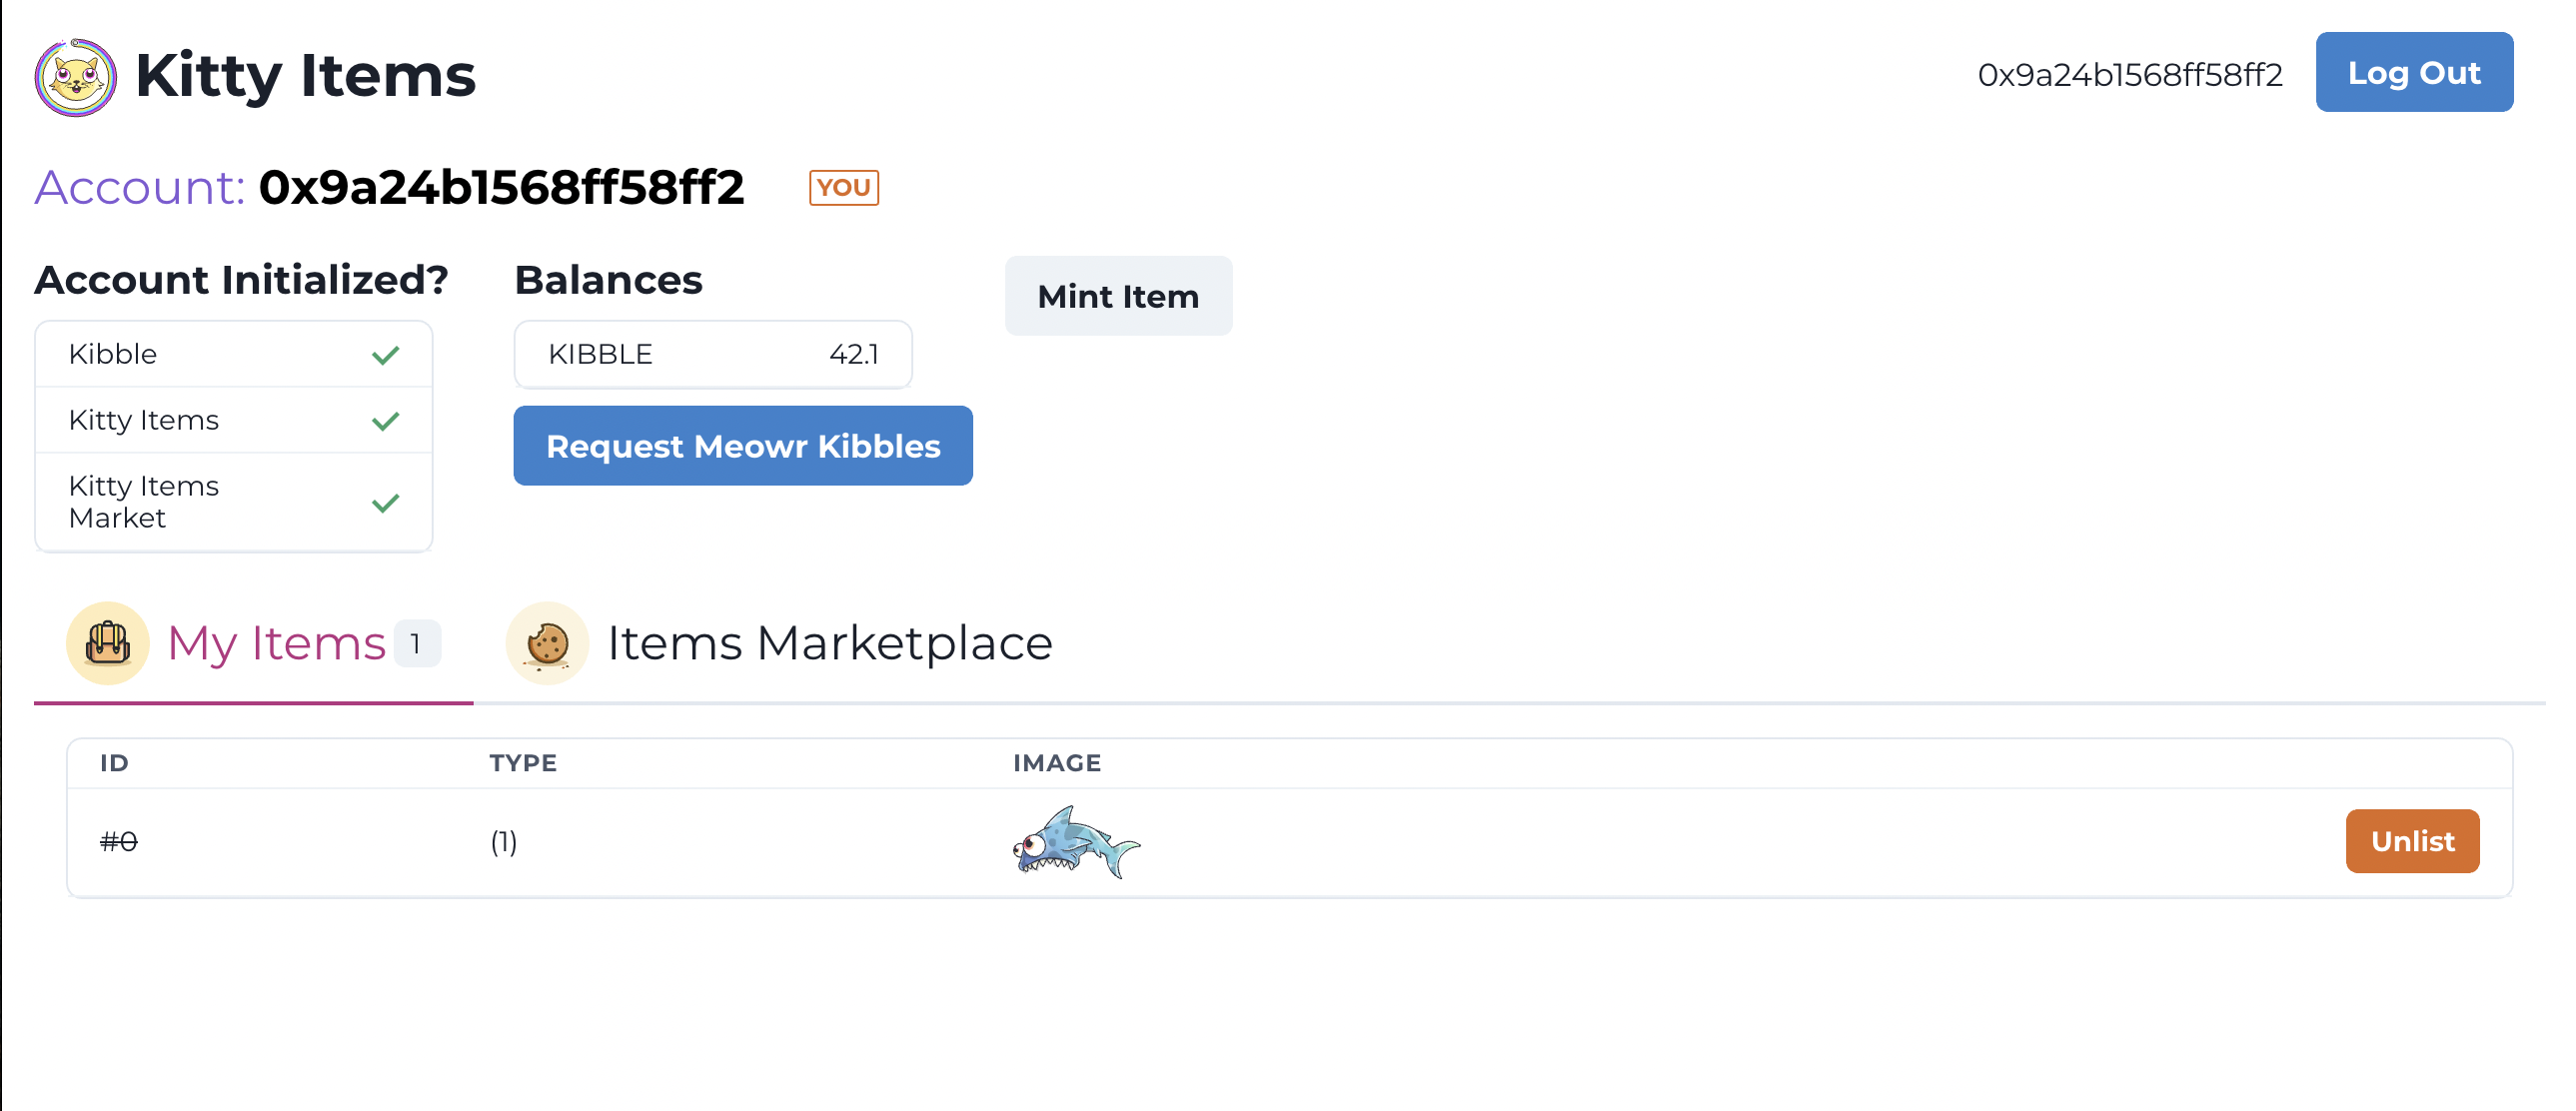 Kitty Items
0x9a24b1568ff58ff2
Log Out
Account: 0x9a24b1568ff58ff2 YOU
Account Initialized?
Kibble
Kitty Items
Kitty Items
Market
Balances
KIBBLE 42.1
Request Meowr Kibbles
Mint Item
My Items 1
Items Marketplace
ID TYPE IMAGE
#0 (1) Unlist